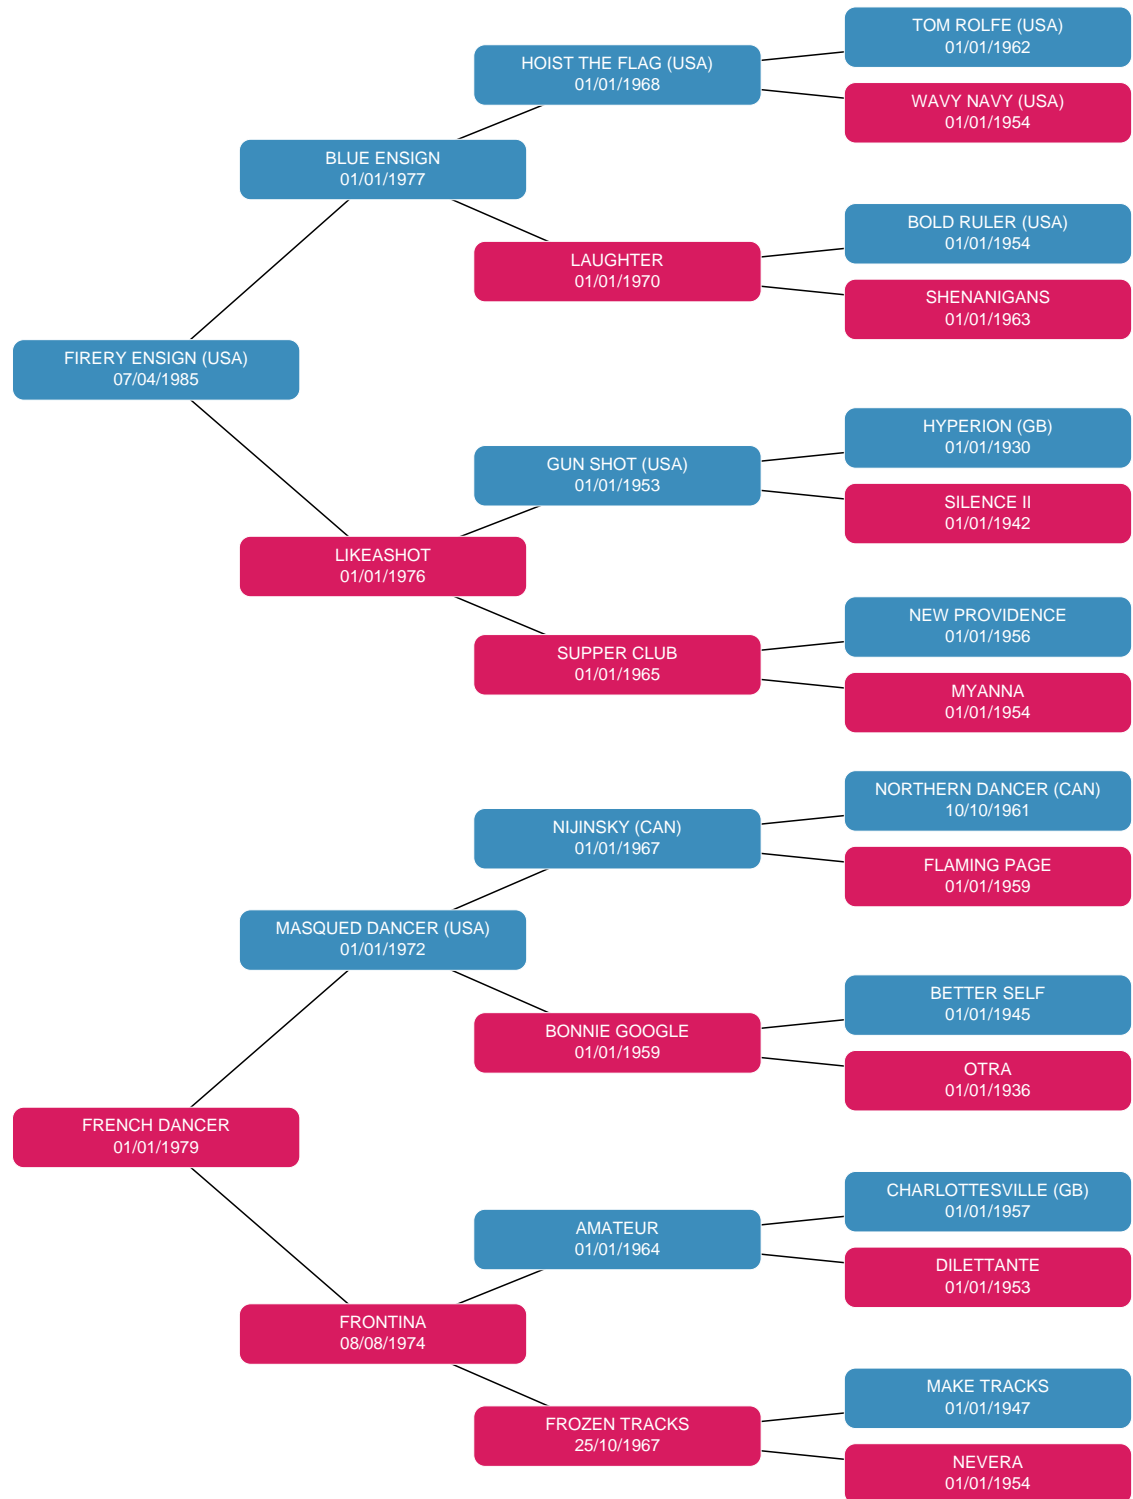 TOM ROLFE (USA)
01/01/1962
HOIST THE FLAG (USA)
01/01/1968
WAVY NAVY (USA)
01/01/1954
BLUE ENSIGN
01/01/1977
BOLD RULER (USA)
01/01/1954
LAUGHTER
01/01/1970
SHENANIGANS
01/01/1963
FIRERY ENSIGN (USA)
07/04/1985
HYPERION (GB)
01/01/1930
GUN SHOT (USA)
01/01/1953
SILENCE II
01/01/1942
LIKEASHOT
01/01/1976
NEW PROVIDENCE
01/01/1956
SUPPER CLUB
01/01/1965
MYANNA
01/01/1954
NORTHERN DANCER (CAN)
10/10/1961
NIJINSKY (CAN)
01/01/1967
FLAMING PAGE
01/01/1959
MASQUED DANCER (USA)
01/01/1972
BETTER SELF
01/01/1945
BONNIE GOOGLE
01/01/1959
OTRA
01/01/1936
FRENCH DANCER
01/01/1979
CHARLOTTESVILLE (GB)
01/01/1957
AMATEUR
01/01/1964
DILETTANTE
01/01/1953
FRONTINA
08/08/1974
MAKE TRACKS
01/01/1947
FROZEN TRACKS
25/10/1967
NEVERA
01/01/1954